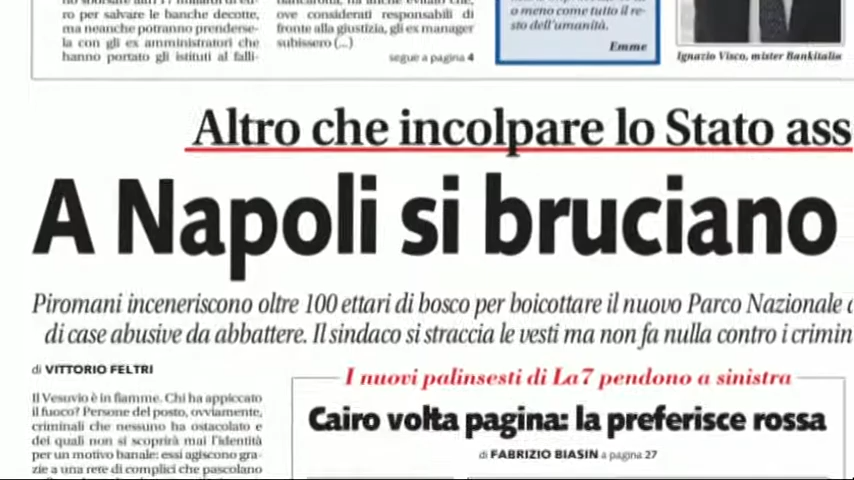 ro per salvare le banche decotte,
ma neanche potranno prenderse-
la con gli ex amministratori che
hanno portato gli istituti al falli-
ove considerati responsabili di
fronte alla giustizia, gli ex manager
subissero (...)
segue a pagina 4
o meno come tutto il re-
sto dell'umanità.
Emme
Ignazio Visco, mister Bankitalia
Altro che incolpare lo Stato ass
A Napoli si bruciano
Piromani inceneriscono oltre 100 ettari di bosco per boicottare il nuovo Parco Nazionale
di case abusive da abbattere. Il sindaco si straccia le vesti ma non fa nulla contro i crimin
di VITTORIO FELTRI
Il Vesuvio è in fiamme. Chi ha appiccato
il fuoco? Persone del posto, ovviamente,
criminali che nessuno ha ostacolato e
dei quali non si scoprirà mai l'identità
per un motivo banale: essi agiscono gra-
zie a una rete di complici che pascolano
I nuovi palinsesti di La7 pendono a sinistra
Cairo volta pagina: la preferisce rossa
di FABRIZIO BIASIN a pagina 27